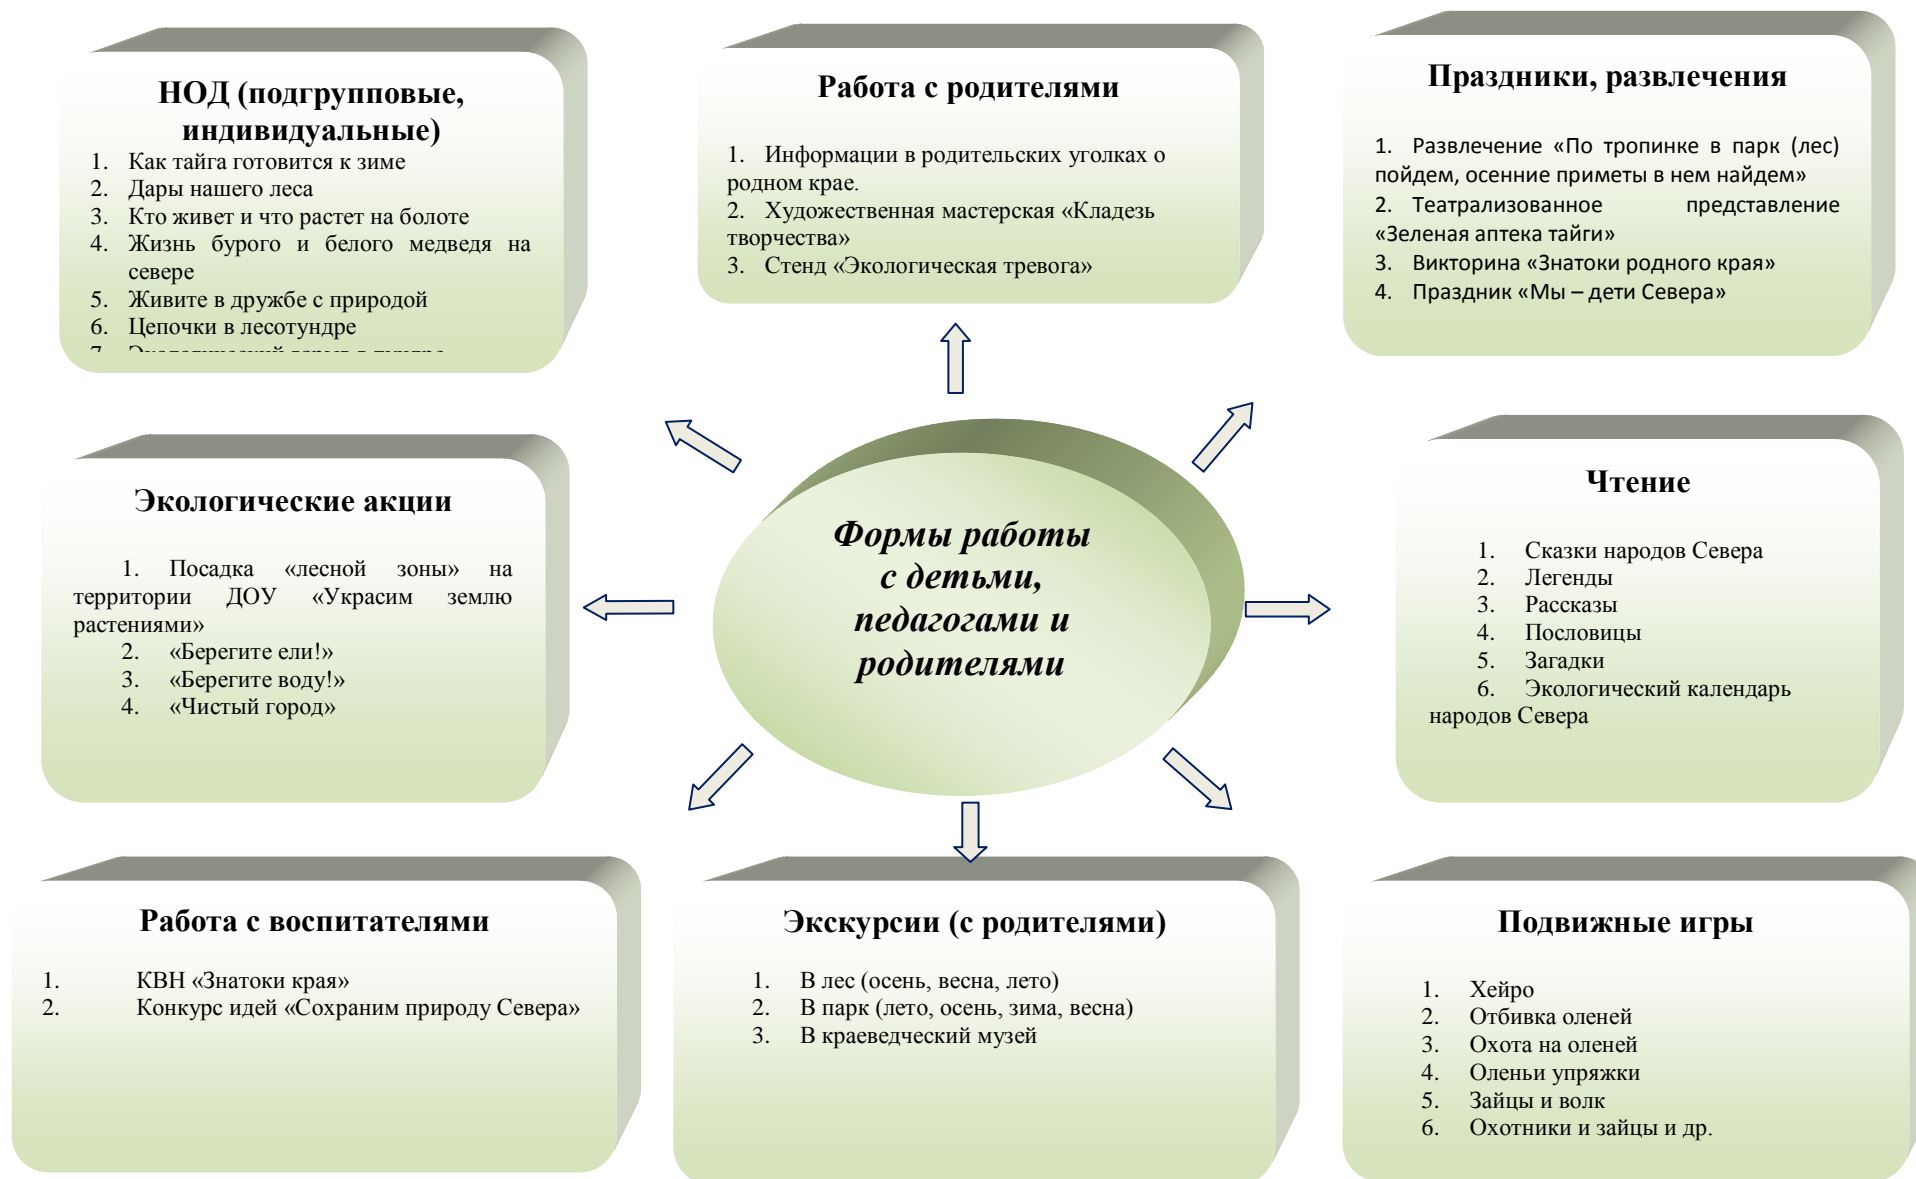 НОД (подгрупповые,
индивидуальные)
1. Как тайга готовится к зиме
2. Дары нашего леса
3. Кто живет и что растет на болоте
4. Жизнь бурого и белого медведя на
севере
5. Живите в дружбе с природой
6. Цепочки в лесотундре
Работа с родителями
1. Информации в родительских уголках о
родном крае.
2. Художественная мастерская «Кладезь
творчества»
3. Стенд «Экологическая тревога»
Праздники, развлечения
1. Развлечение «По тропинке в парк (лес)
пойдем, осенние приметы в нем найдем»
2. Театрализованное представление
«Зеленая аптека тайги»
3. Викторина «Знатоки родного края»
4. Праздник «Мы – дети Севера»
Экологические акции
1. Посадка «лесной зоны» на
территории ДОУ «Украсим землю
растениями»
2. «Берегите ели!»
3. «Берегите воду!»
4. «Чистый город»
Формы работы
с детьми,
педагогами и
родителями
Чтение
1. Сказки народов Севера
2. Легенды
3. Рассказы
4. Пословицы
5. Загадки
6. Экологический календарь
народов Севера
Работа с воспитателями
1. КВН «Знатоки края»
2. Конкурс идей «Сохраним природу Севера»
Экскурсии (с родителями)
1. В лес (осень, весна, лето)
2. В парк (лето, осень, зима, весна)
3. В краеведческий музей
Подвижные игры
1. Хейро
2. Отбивка оленей
3. Охота на оленей
4. Оленьи упряжки
5. Зайцы и волк
6. Охотники и зайцы и др.